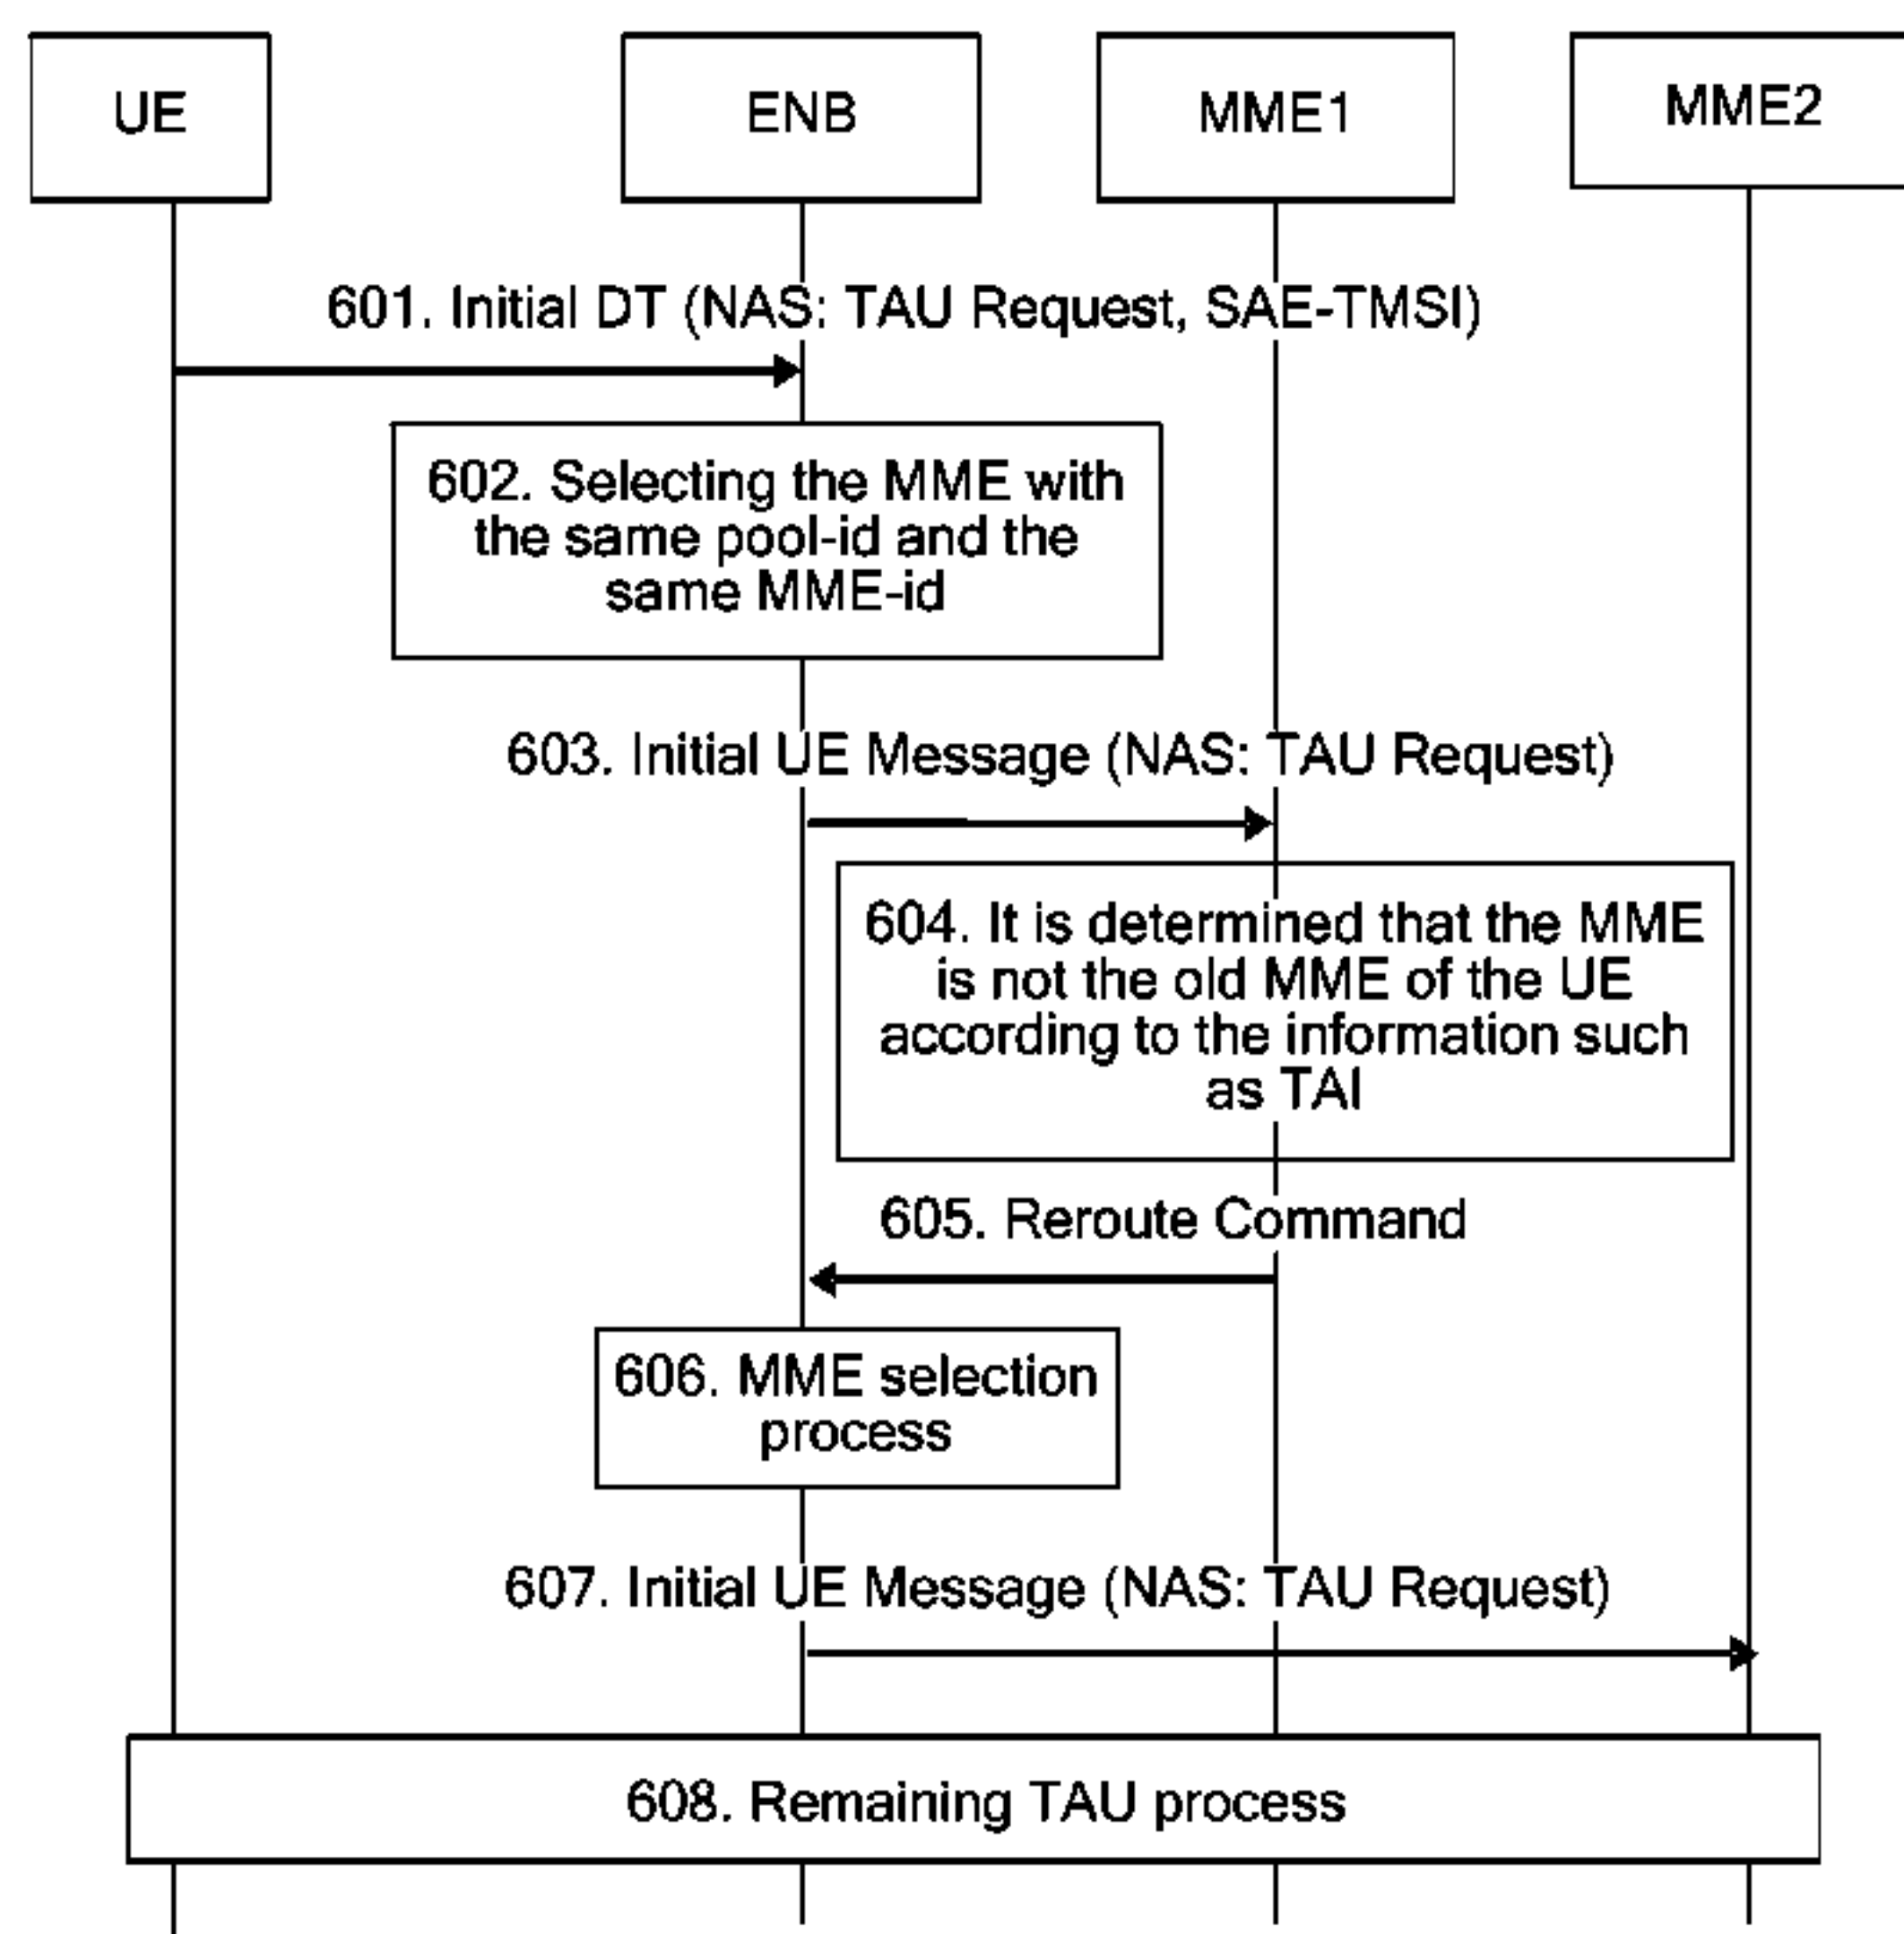 UE
ENB
MME1
MME2
601. Initial DT (NAS: TAU Request, SAE-TMSI)
602. Selecting the MME with
the same pool-id and the
same MME-id
603. Initial UE Message (NAS: TAU Request)
604. It is determined that the MME
is not the old MME of the UE
according to the information such
as TAI
605. Reroute Command
606. MME selection
process
607. Initial UE Message (NAS: TAU Request)
608. Remaining TAU process